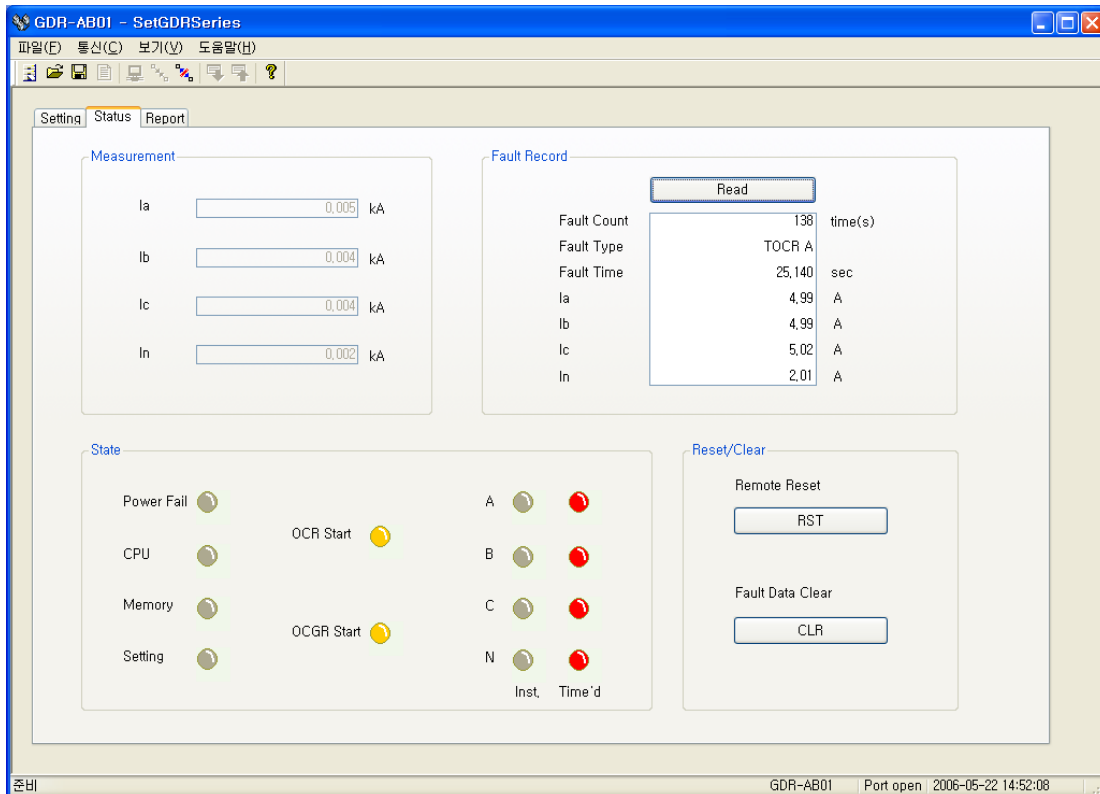 GDR-AB01 - SetGDRSeries
파일(F) 통신(C) 보기(V) 도움말(H)
Setting Status Report
Measurement
Ia 0.005 kA
Ib 0.004 kA
Ic 0.004 kA
In 0.002 kA
Fault Record
Read
Fault Count 138 time(s)
Fault Type TOCR A
Fault Time 25.140 sec
Ia 4.99 A
Ib 4.99 A
Ic 5.02 A
In 2.01 A
State
Power Fail
CPU
Memory
Setting
OCR Start
OCGR Start
A
B
C
N
Inst. Time'd
Reset/Clear
Remote Reset
RST
Fault Data Clear
CLR
준비 GDR-AB01 Port open 2006-05-22 14:52:08